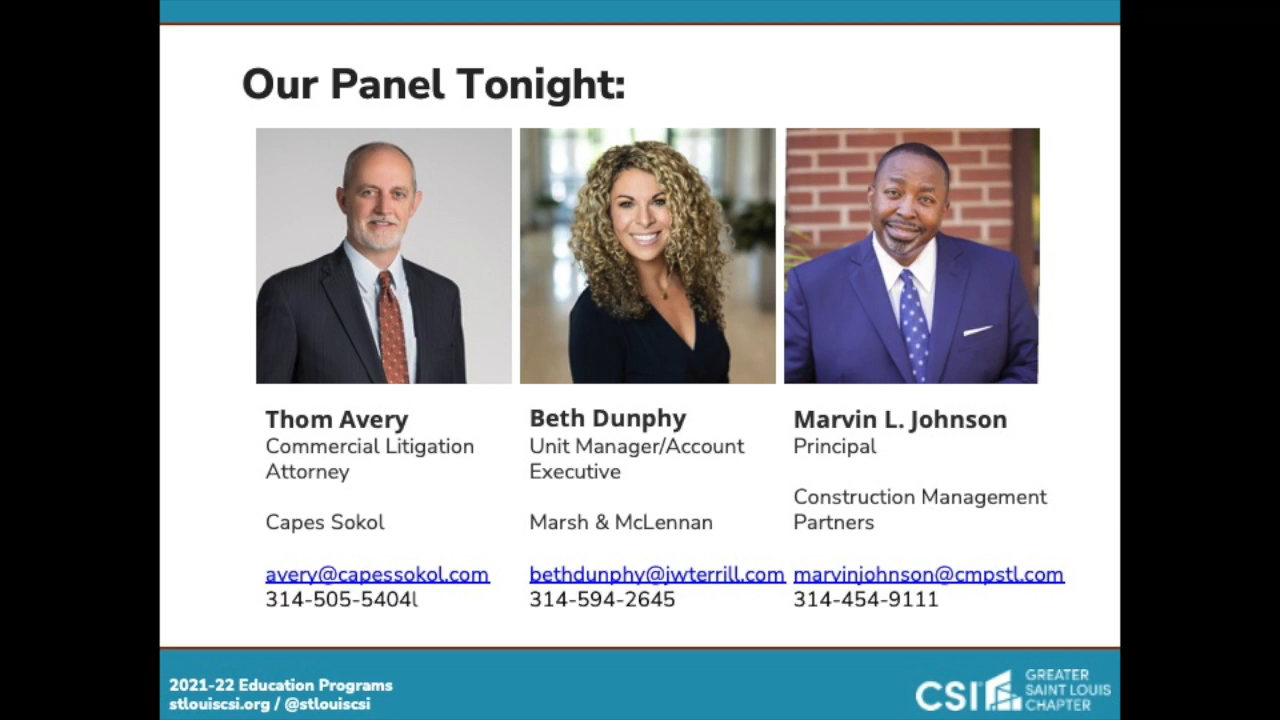 Our Panel Tonight:
Thom Avery
Commercial Litigation
Attorney
Capes Sokol
avery@capessokol.com
314-505-5404l
Beth Dunphy
Unit Manager/Account
Executive
Marsh & McLennan
bethdunphy@jwterrill.com
314-594-2645
Marvin L. Johnson
Principal
Construction Management
Partners
marvinjohnson@cmpstl.com
314-454-9111
2021-22 Education Programs
stlouiscsi.org / @stlouiscsi
CSI
GREATER
SAINT LOUIS
CHAPTER